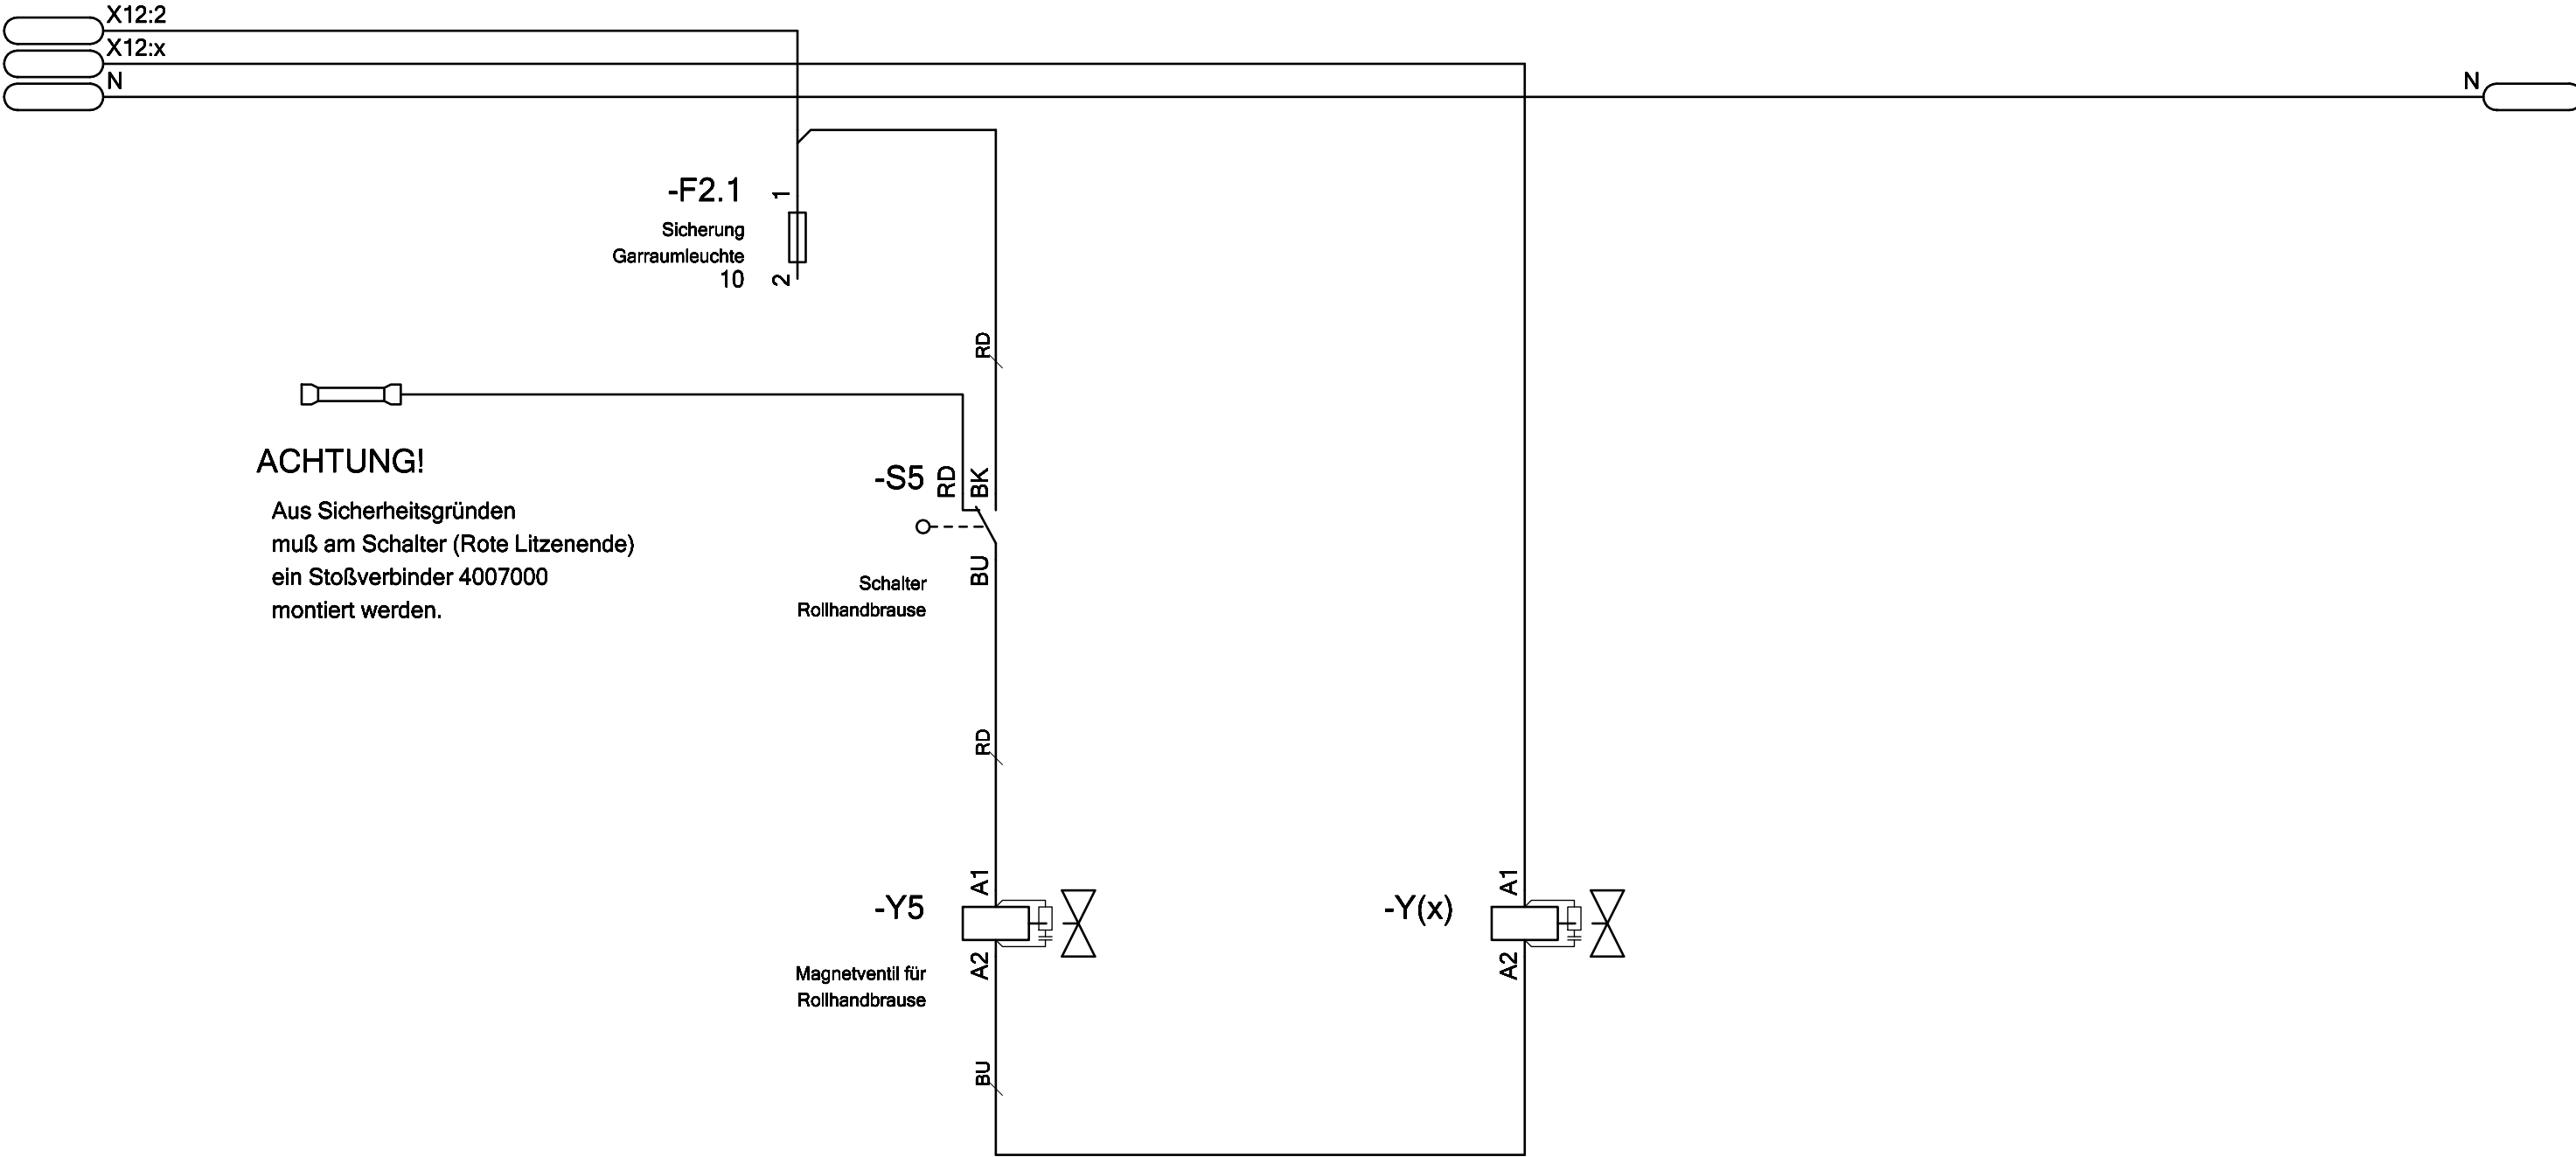 X12:2
X12:x
N
N
-F2.1
1
Sicherung
Garraumleuchte
10
2
RD
ACHTUNG!
Aus Sicherheitsgründen
muß am Schalter (Rote Litzenende)
ein Stoßverbinder 4007000
montiert werden.
-S5
RD
BK
BU
Schalter
Rollhandbrause
RD
-Y5
A1
A2
Magnetventil für
Rollhandbrause
BU
-Y(x)
A1
A2